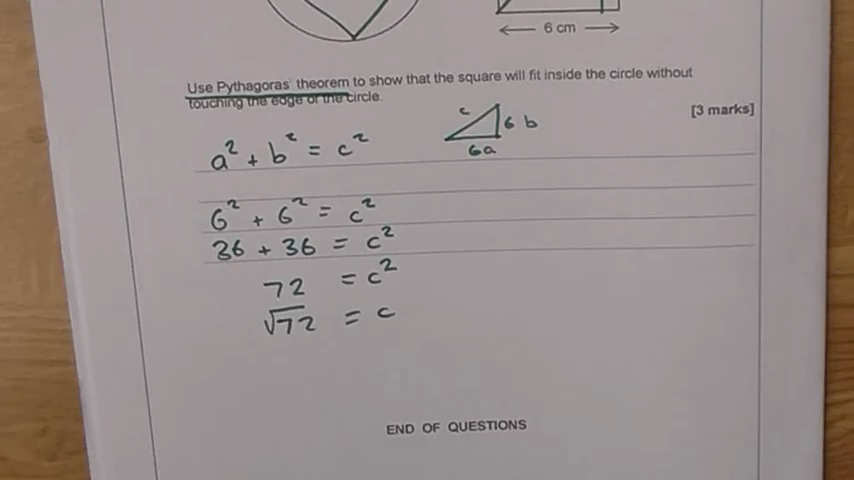 6 cm
Use Pythagoras' theorem to show that the square will fit inside the circle without
touching the edge of the circle.
[3 marks]
c
6 b
6a
a² + b² = c²
6² + 6² = c²
36 + 36 = c²
72 = c²
√72 = c
END OF QUESTIONS